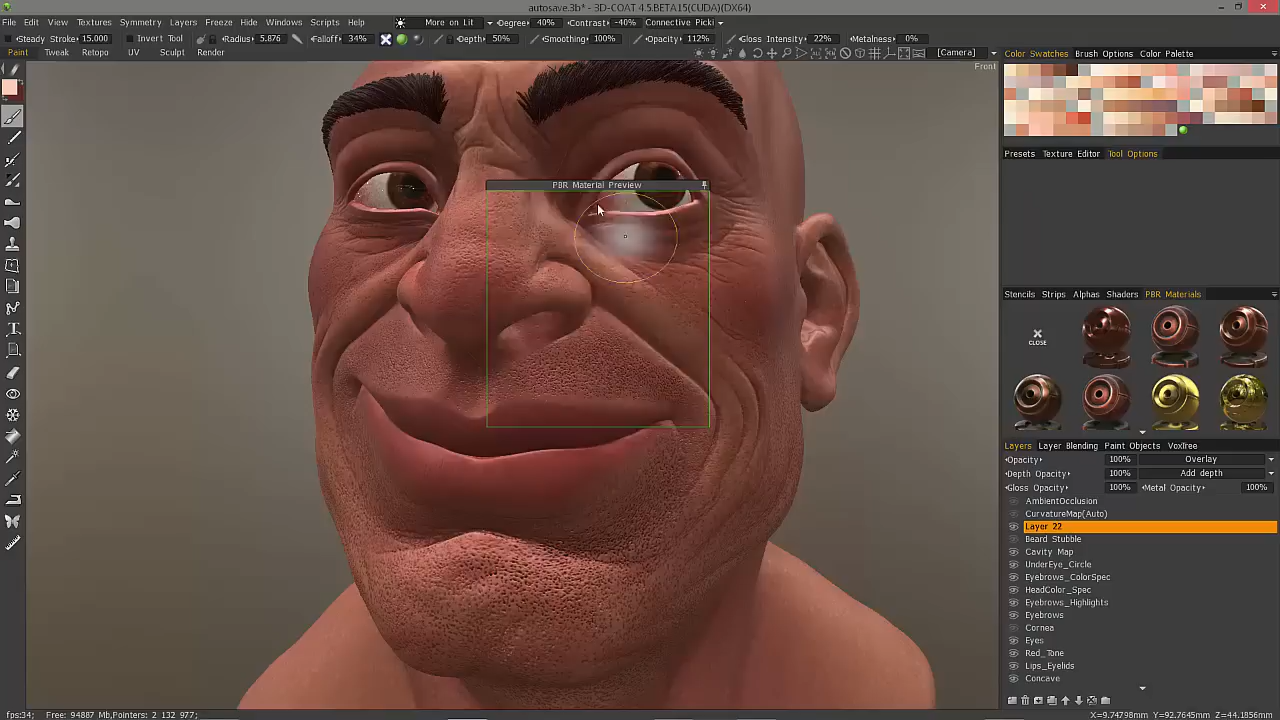 autosave.3b* - 3D-COAT 4.5.BETA15(CUDA)(DX64)
File Edit View Textures Symmetry Layers Freeze Hide Windows Scripts Help More on Lit Degree: 40% Contrast: -40% Connective Picki
Steady Stroke 15.000 Invert Tool Radius: 5.876 Falloff: 34% Depth: 50% Smoothing: 100% Opacity: 112% Gloss Intensity: 22% Metalness: 0%
Paint Tweak Retopo UV Sculpt Render [Camera]
Color Swatches Brush Options Color Palette
Front
Presets Texture Editor Tool Options
PBR Material Preview
Stencils Strips Alphas Shaders PBR Materials
CLOSE
Layers Layer Blending Paint Objects VoxTree
Opacity 100% Overlay
Depth Opacity 100% Add depth
Gloss Opacity 100% Metal Opacity 100%
AmbientOcclusion
CurvatureMap(Auto)
Layer 22
Beard Stubble
Cavity Map
UnderEye_Circle
Eyebrows_ColorSpec
HeadColor_Spec
Eyebrows_Highlights
Eyebrows
Cornea
Eyes
Red_Tone
Lips_Eyelids
Concave
fps:34; Free: 94887 Mb,Pointers: 2 132 977; X=9.74798mm Y=92.7645mm Z=44.1856mm